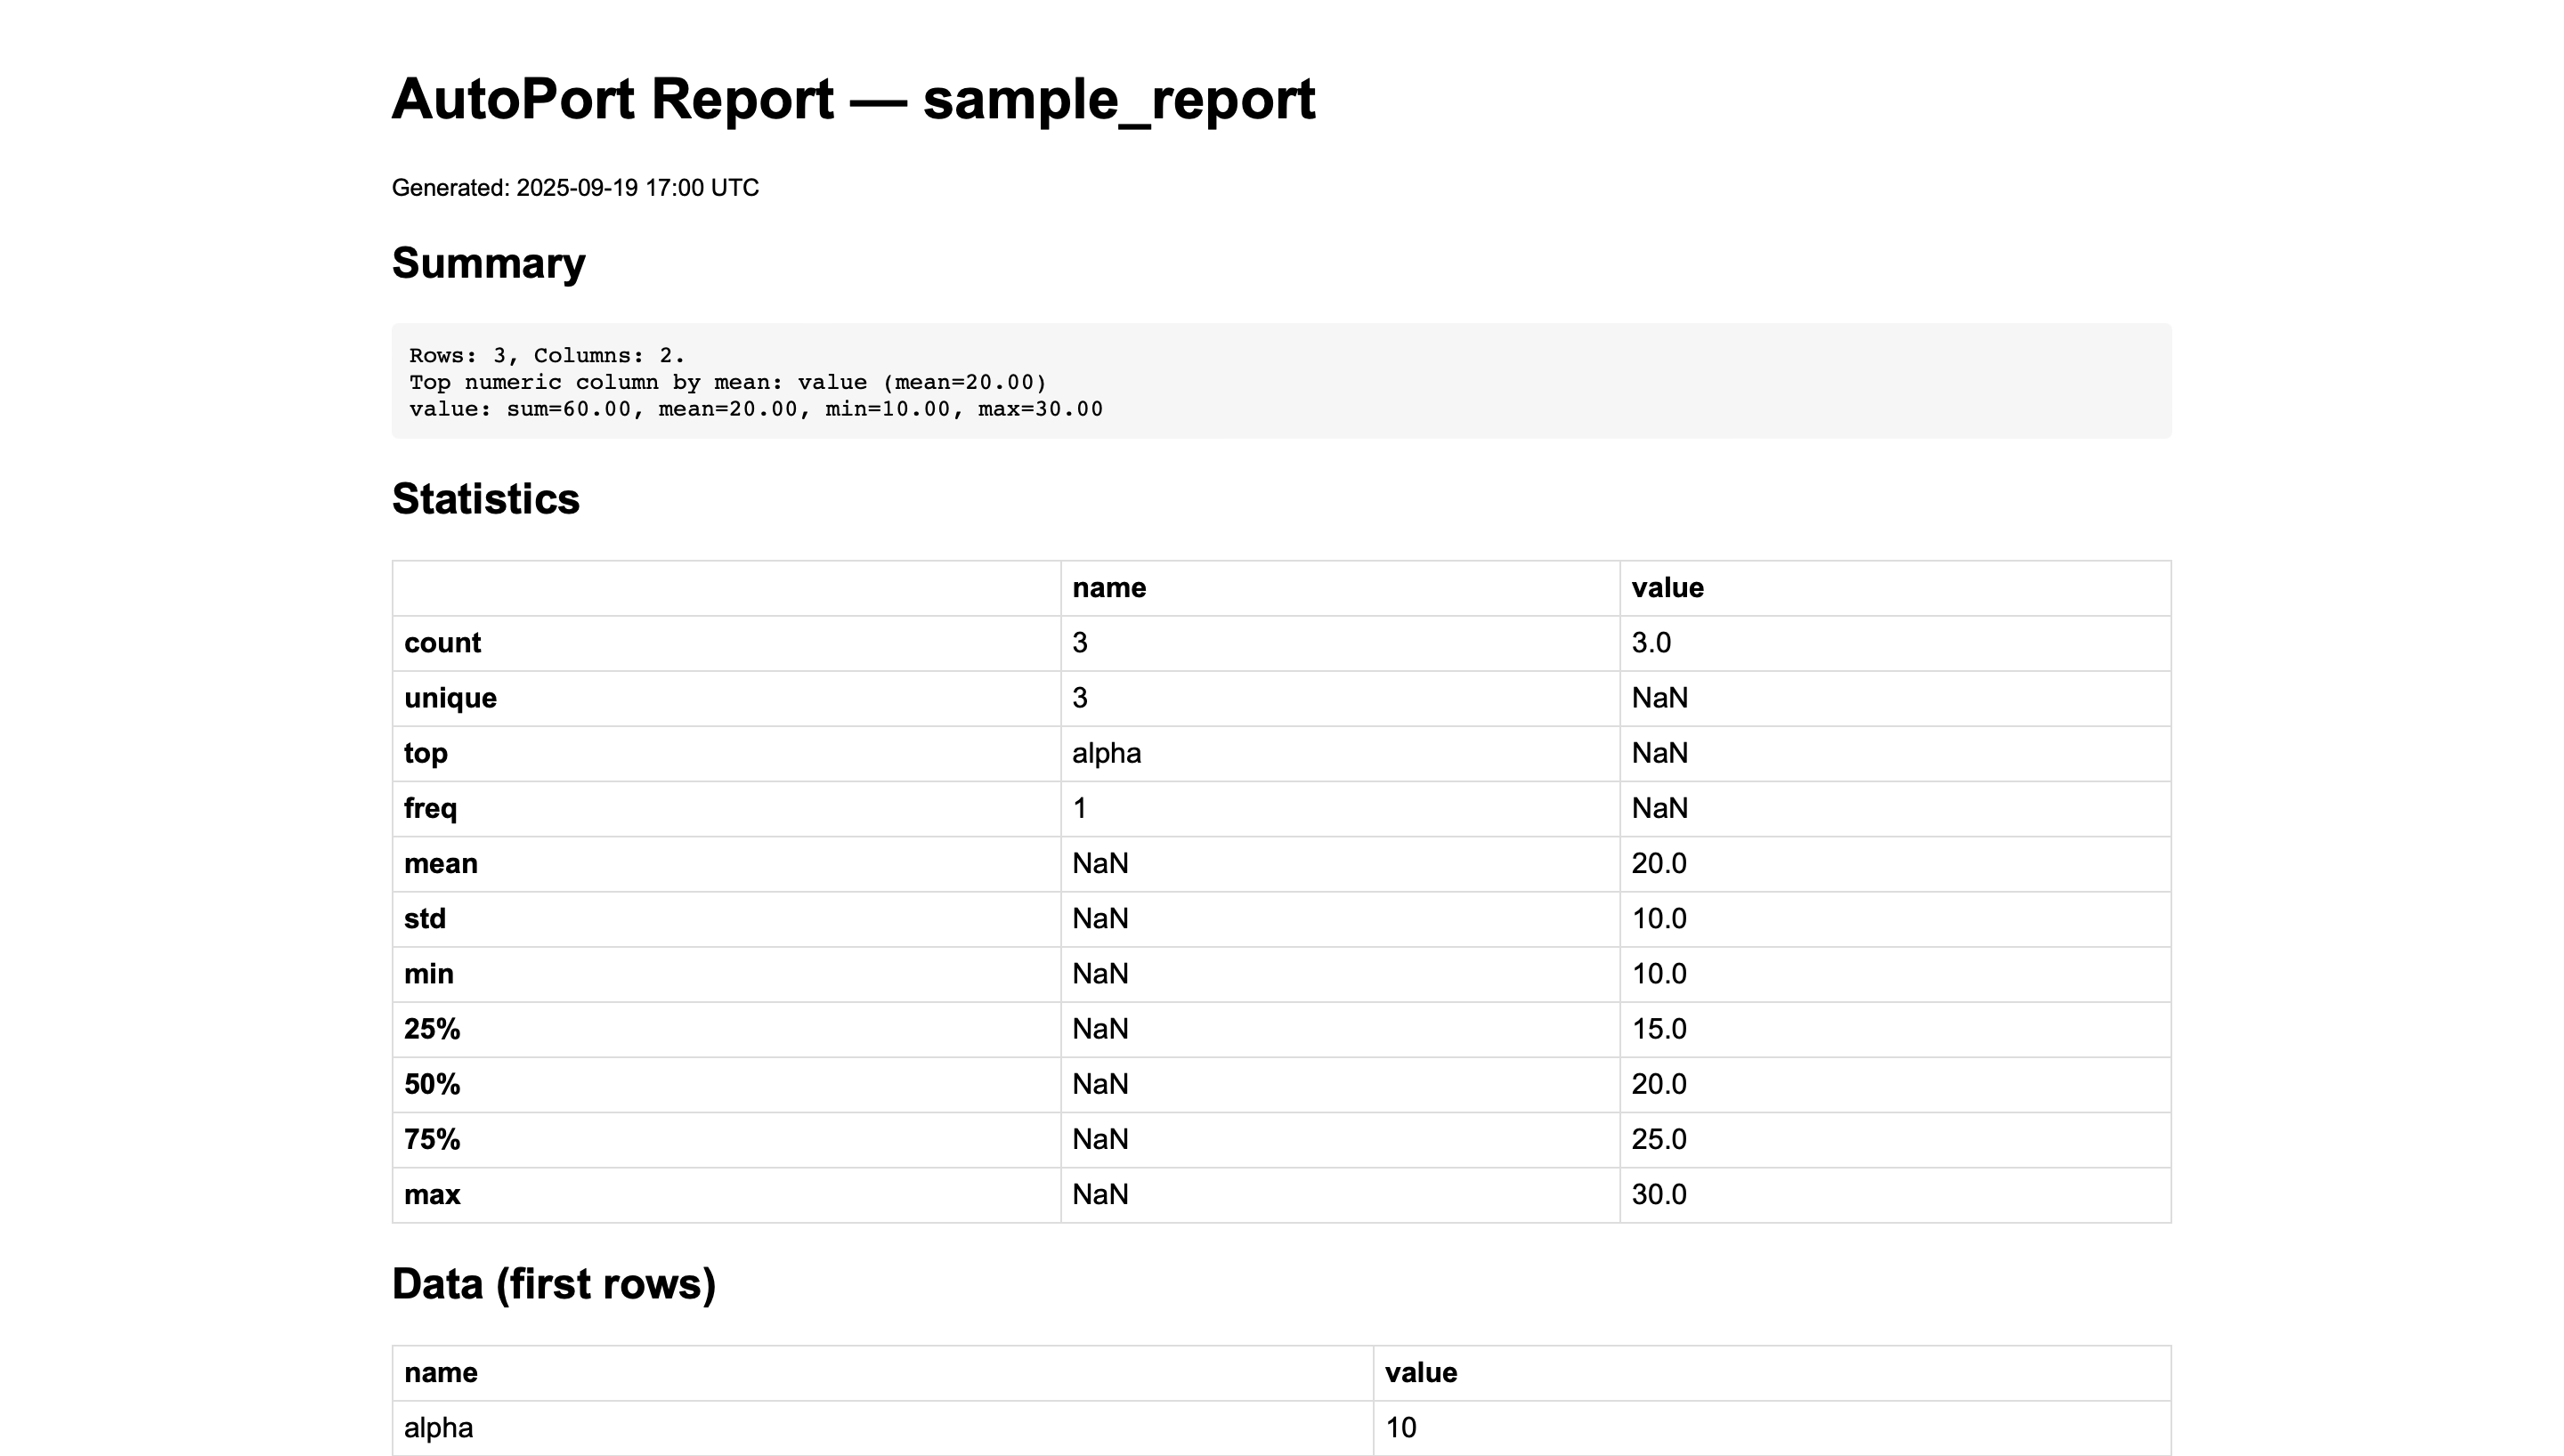 AutoPort Report — sample_report
Generated: 2025-09-19 17:00 UTC
Summary
Rows: 3, Columns: 2.
Top numeric column by mean: value (mean=20.00)
value: sum=60.00, mean=20.00, min=10.00, max=30.00
Statistics
name value
count 3 3.0
unique 3 NaN
top alpha NaN
freq 1 NaN
mean NaN 20.0
std NaN 10.0
min NaN 10.0
25% NaN 15.0
50% NaN 20.0
75% NaN 25.0
max NaN 30.0
Data (first rows)
name value
alpha 10